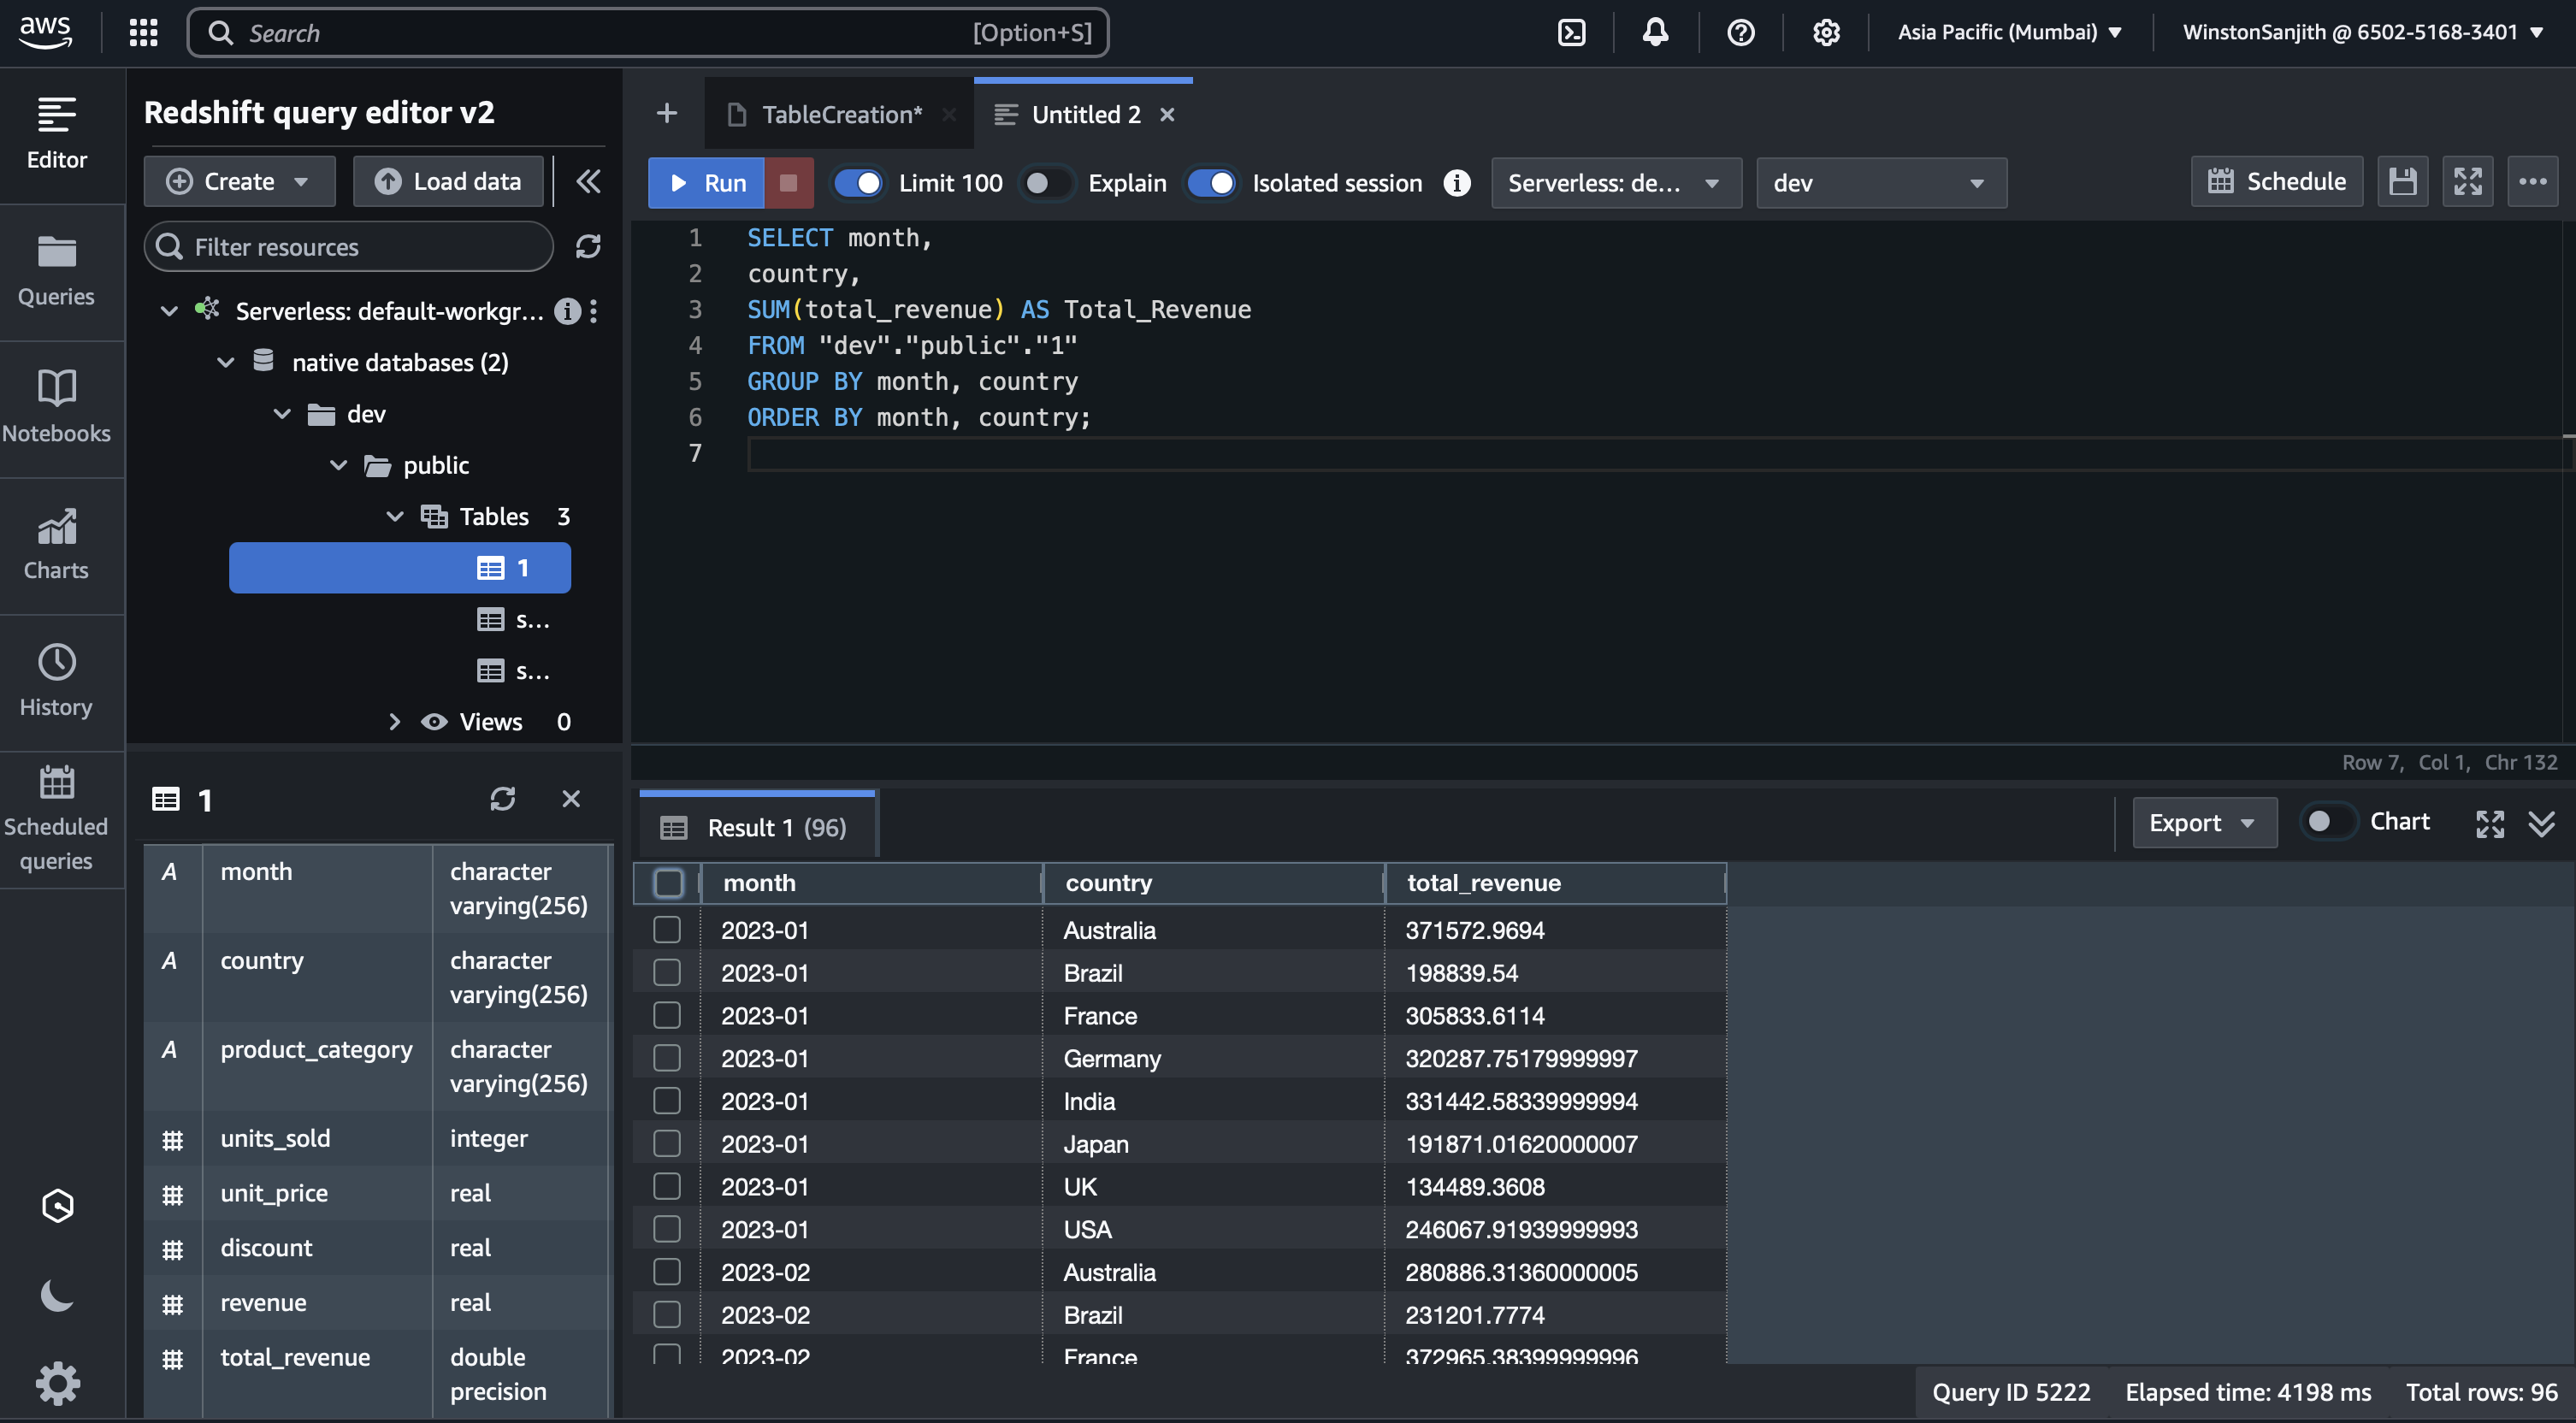 aws
Search
[Option+S]
Asia Pacific (Mumbai)
WinstonSanjith @ 6502-5168-3401
Editor
Queries
Notebooks
Charts
History
Scheduled
queries
Redshift query editor v2
Create
Load data
Filter resources
Serverless: default-workgr...
native databases (2)
dev
public
Tables 3
1
s...
s...
Views 0
1
month character
varying(256)
country character
varying(256)
product_category character
varying(256)
units_sold integer
unit_price real
discount real
revenue real
total_revenue double
precision
TableCreation*
Untitled 2
Run
Limit 100
Explain
Isolated session
Serverless: de...
dev
Schedule
1 SELECT month,
2 country,
3 SUM(total_revenue) AS Total_Revenue
4 FROM "dev"."public"."1"
5 GROUP BY month, country
6 ORDER BY month, country;
7
Row 7, Col 1, Chr 132
Result 1 (96)
Export
Chart
month country total_revenue
2023-01 Australia 371572.9694
2023-01 Brazil 198839.54
2023-01 France 305833.6114
2023-01 Germany 320287.75179999997
2023-01 India 331442.58339999994
2023-01 Japan 191871.01620000007
2023-01 UK 134489.3608
2023-01 USA 246067.91939999993
2023-02 Australia 280886.31360000005
2023-02 Brazil 231201.7774
2023-02 France 372965.38399999996
Query ID 5222 Elapsed time: 4198 ms Total rows: 96